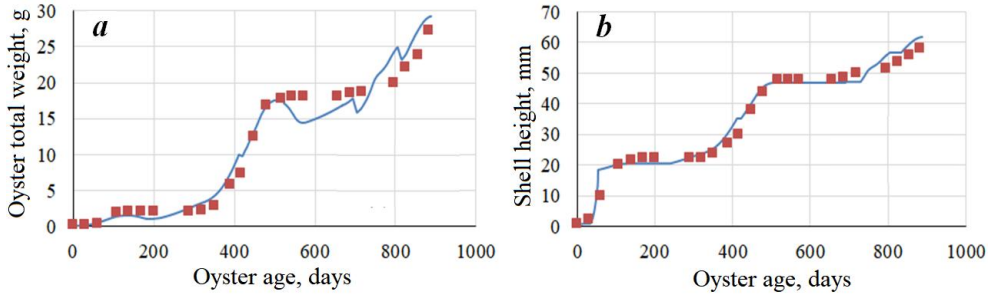 a
Oyster total weight, g
30
25
20
15
10
5
0
0 200 400 600 800 1000
Oyster age, days
b
Shell height, mm
70
60
50
40
30
20
10
0
0 200 400 600 800 1000
Oyster age, days